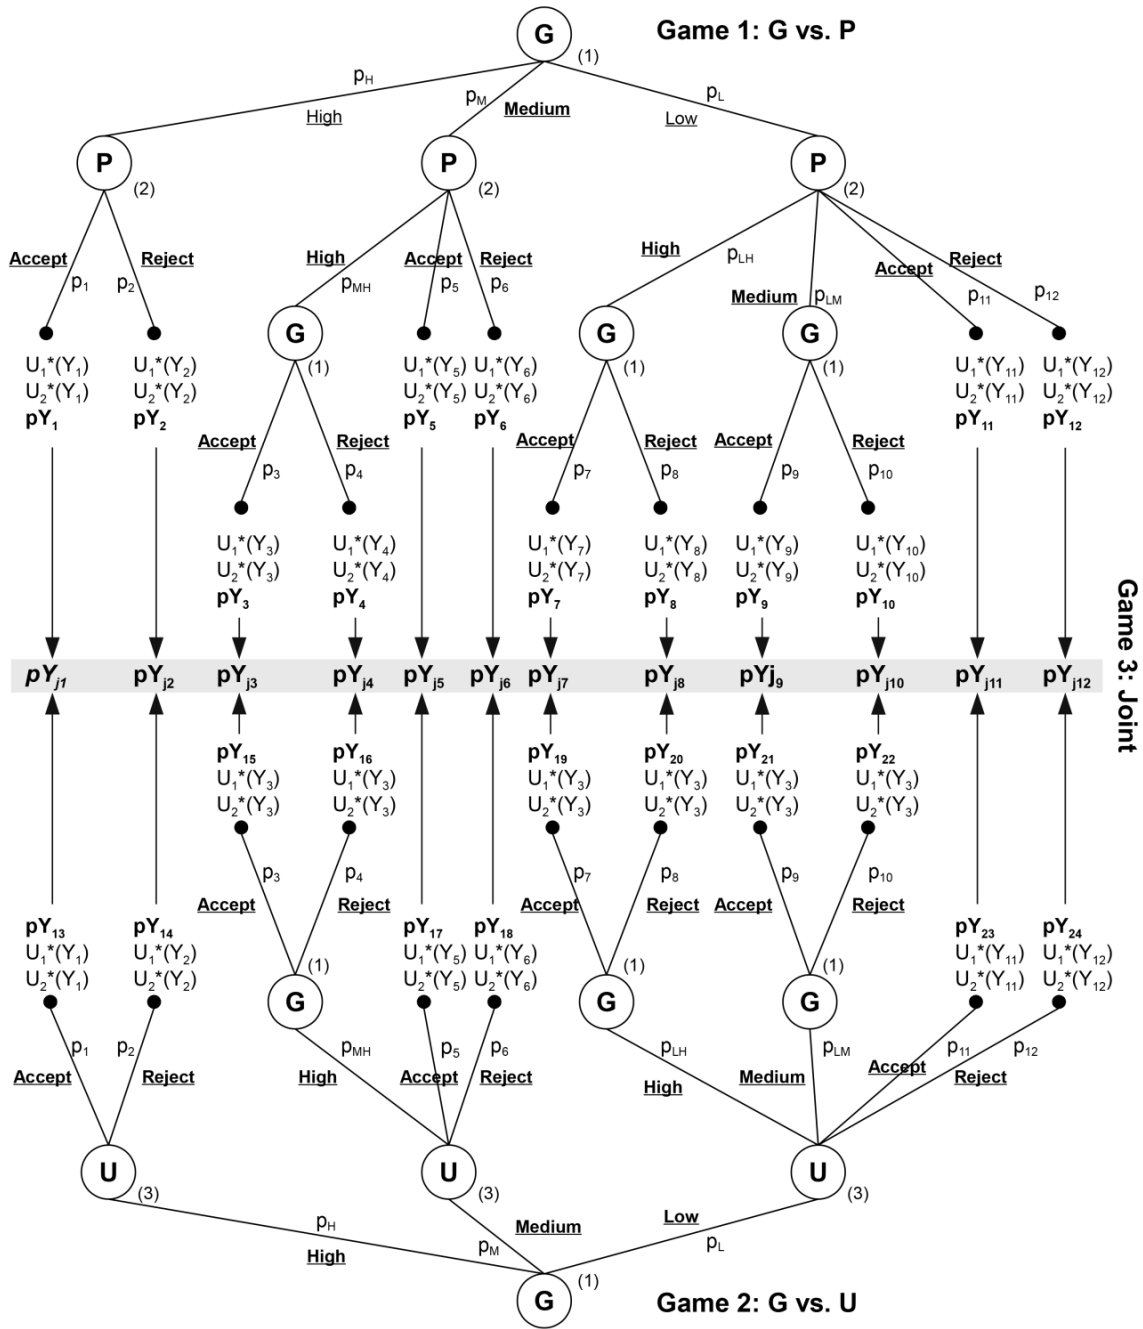 G
Game 1: G vs. P
(1)
pH pM pL
High Medium Low
P P P
(2) (2) (2)
Accept Reject High Accept Reject High Medium Accept Reject
p1 p2 pMH p5 p6 pLH pLM p11 p12
G G G
(1) (1) (1)
U1*(Y1) U1*(Y2) U1*(Y5) U1*(Y6) U1*(Y11) U1*(Y12)
U2*(Y1) U2*(Y2) U2*(Y5) U2*(Y6) U2*(Y11) U2*(Y12)
pY1 pY2 pY5 pY6 pY11 pY12
Accept Reject Accept Reject Accept Reject
p3 p4 p7 p8 p9 p10
U1*(Y3) U1*(Y4) U1*(Y7) U1*(Y8) U1*(Y9) U1*(Y10)
U2*(Y3) U2*(Y4) U2*(Y7) U2*(Y8) U2*(Y9) U2*(Y10)
pY3 pY4 pY7 pY8 pY9 pY10
pYj1 pYj2 pYj3 pYj4 pYj5 pYj6 pYj7 pYj8 pYj9 pYj10 pYj11 pYj12
Game 3: Joint
pY15 pY16 pY19 pY20 pY21 pY22
U1*(Y3) U1*(Y3) U1*(Y3) U1*(Y3) U1*(Y3) U1*(Y3)
U2*(Y3) U2*(Y3) U2*(Y3) U2*(Y3) U2*(Y3) U2*(Y3)
p3 p4 p7 p8 p9 p10
Accept Reject Accept Reject Accept Reject
pY13 pY14 pY17 pY18 pY23 pY24
U1*(Y1) U1*(Y2) U1*(Y5) U1*(Y6) U1*(Y11) U1*(Y12)
U2*(Y1) U2*(Y2) U2*(Y5) U2*(Y6) U2*(Y11) U2*(Y12)
(1) (1) (1)
G G G
p1 p2 pMH p5 p6 pLH pLM p11 p12
Accept Reject High Accept Reject High Medium Accept Reject
U U U
(3) (3) (3)
pH Medium Low
High pM pL
(1)
G
Game 2: G vs. U